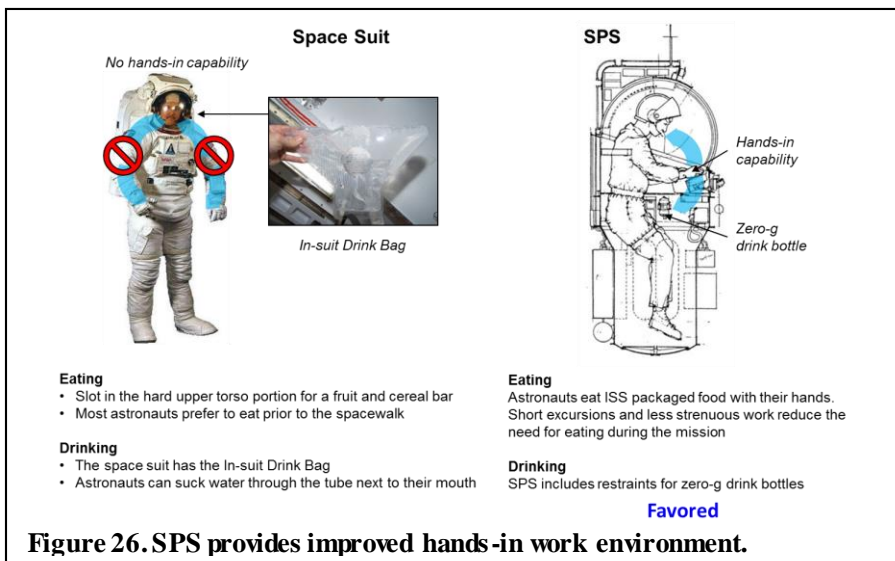 Space Suit
No hands-in capability
In-suit Drink Bag
Eating
• Slot in the hard upper torso portion for a fruit and cereal bar
• Most astronauts prefer to eat prior to the spacewalk
Drinking
• The space suit has the In-suit Drink Bag
• Astronauts can suck water through the tube next to their mouth
SPS
Hands-in
capability
Zero-g
drink bottle
Eating
Astronauts eat ISS packaged food with their hands.
Short excursions and less strenuous work reduce the
need for eating during the mission
Drinking
SPS includes restraints for zero-g drink bottles
Favored
Figure 26. SPS provides improved hands-in work environment.